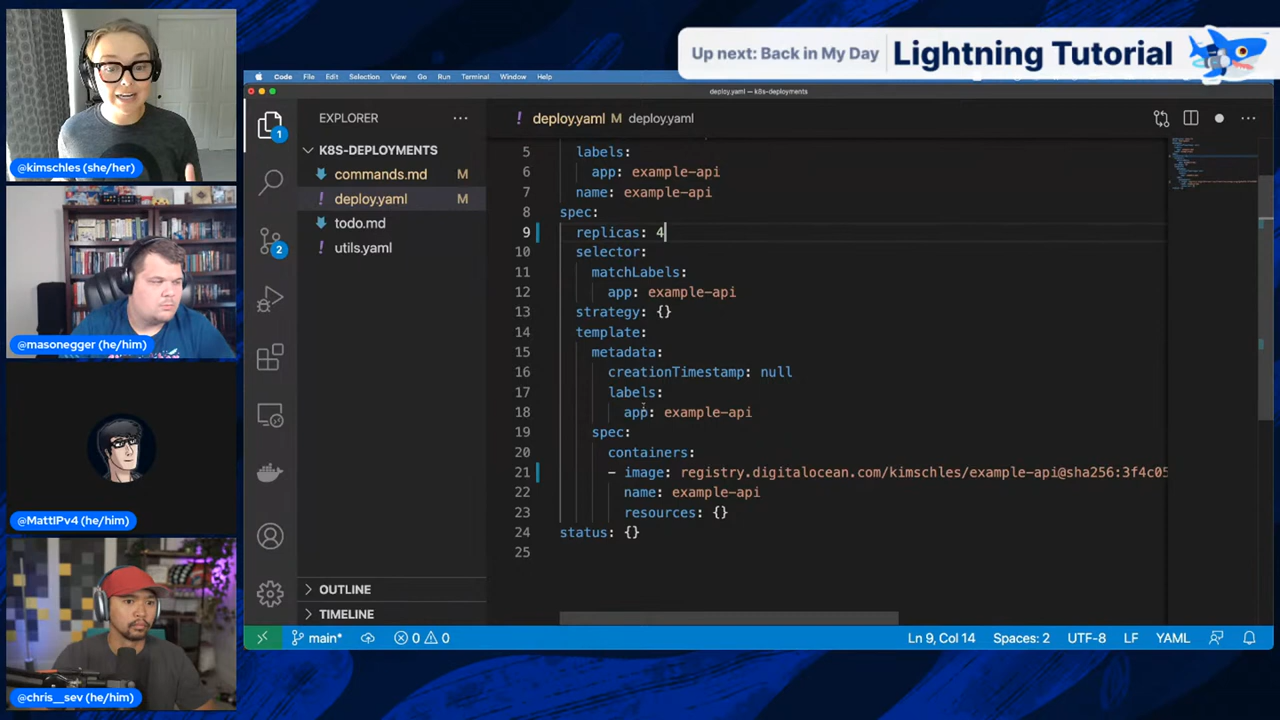 Up next: Back in My Day
Lightning Tutorial
Code File Edit Selection View Go Run Terminal Window Help
deploy.yaml — k8s-deployments
EXPLORER
K8S-DEPLOYMENTS
commands.md M
deploy.yaml M
todo.md
utils.yaml
OUTLINE
TIMELINE
1
2
! deploy.yaml M deploy.yaml
5 labels:
6 app: example-api
7 name: example-api
8 spec:
9 replicas: 4
10 selector:
11 matchLabels:
12 app: example-api
13 strategy: {}
14 template:
15 metadata:
16 creationTimestamp: null
17 labels:
18 app: example-api
19 spec:
20 containers:
21 - image: registry.digitalocean.com/kimschles/example-api@sha256:3f4c05
22 name: example-api
23 resources: {}
24 status: {}
25
main* 0 0 Ln 9, Col 14 Spaces: 2 UTF-8 LF YAML
@kimschles (she/her)
@masonegger (he/him)
@MattIPv4 (he/him)
@chris__sev (he/him)